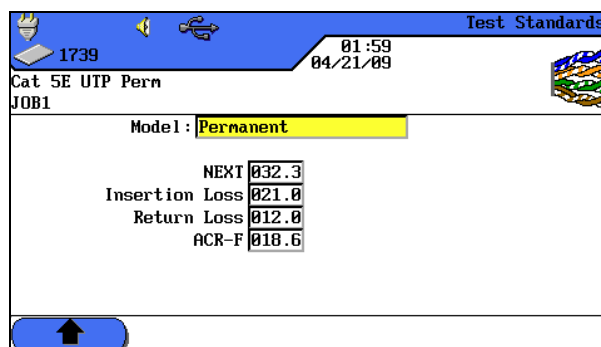 Test Standards
1739
01:59
04/21/09
Cat 5E UTP Perm
JOB1
Model: Permanent
NEXT 032.3
Insertion Loss 021.0
Return Loss 012.0
ACR-F 018.6